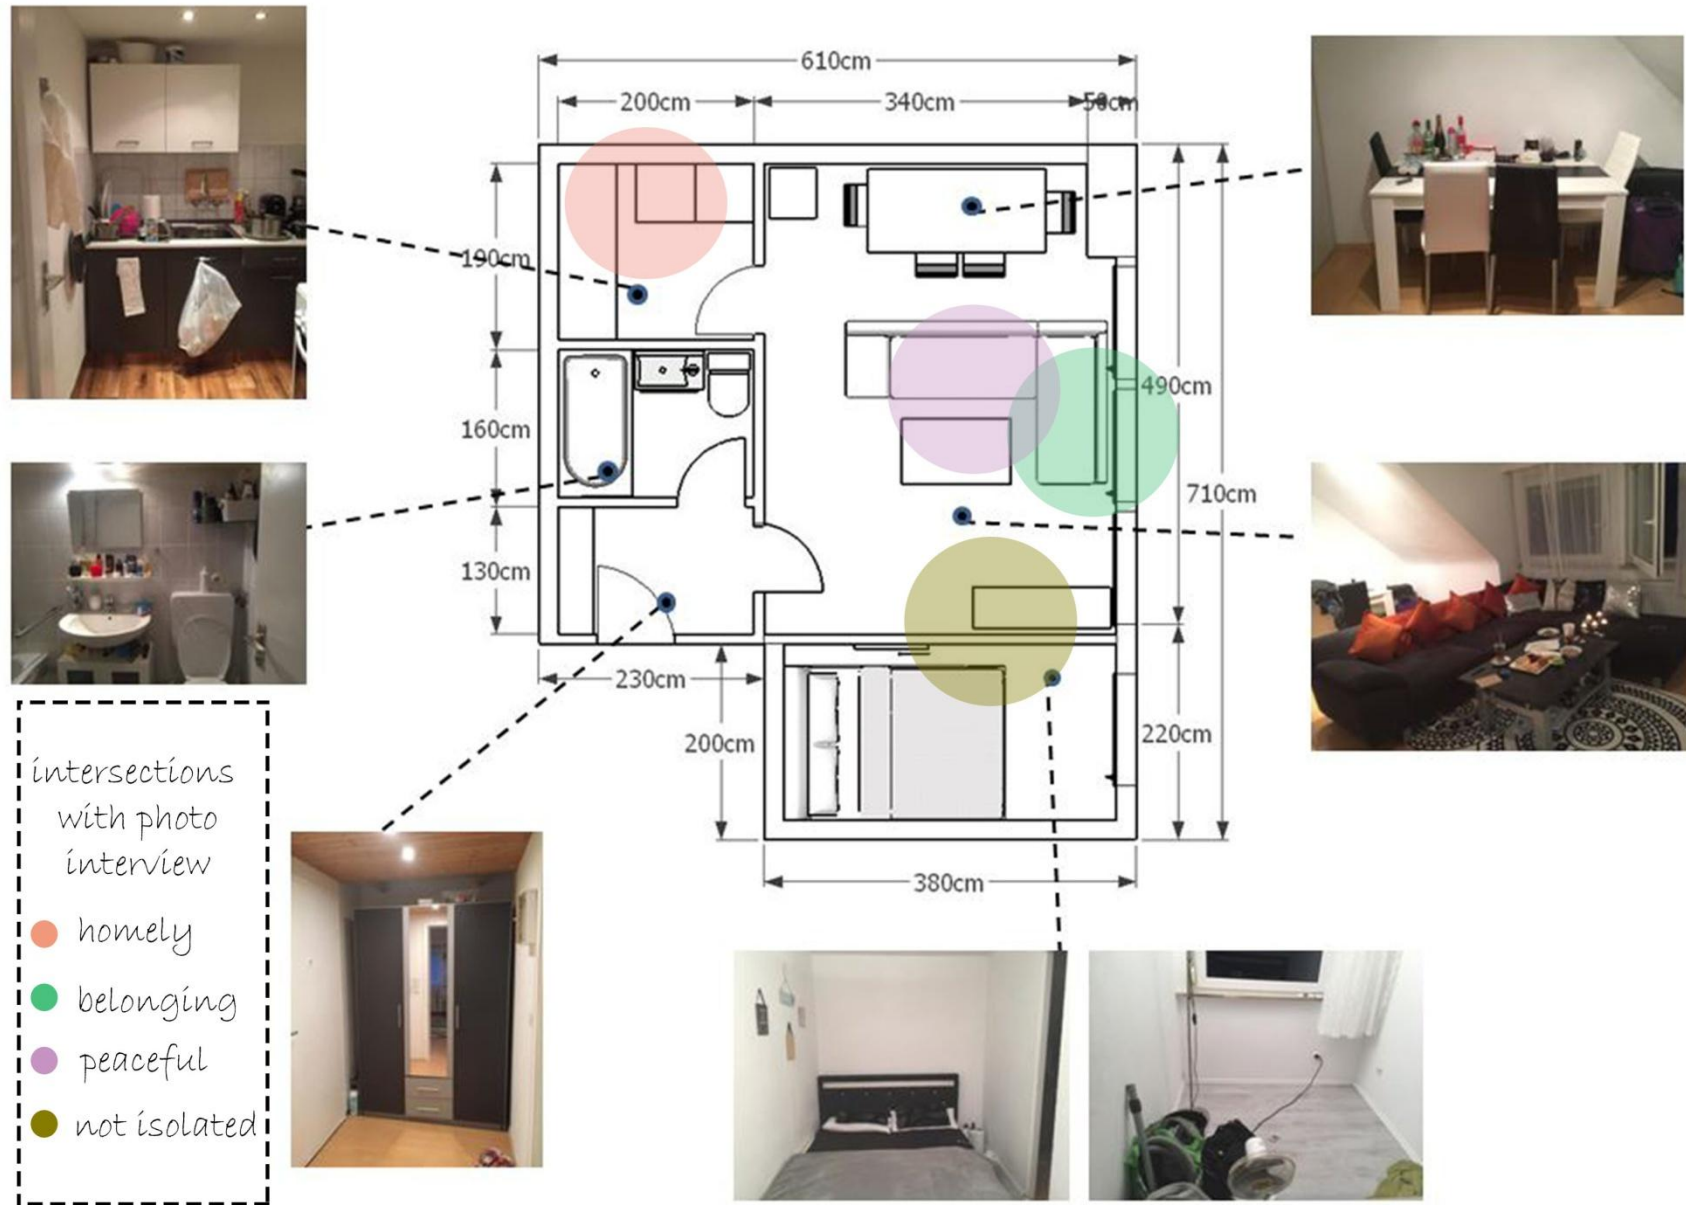 610cm
200cm
340cm
50cm
190cm
490cm
160cm
710cm
130cm
230cm
200cm
220cm
380cm
intersections
with photo
interview
homely
belonging
peaceful
not isolated